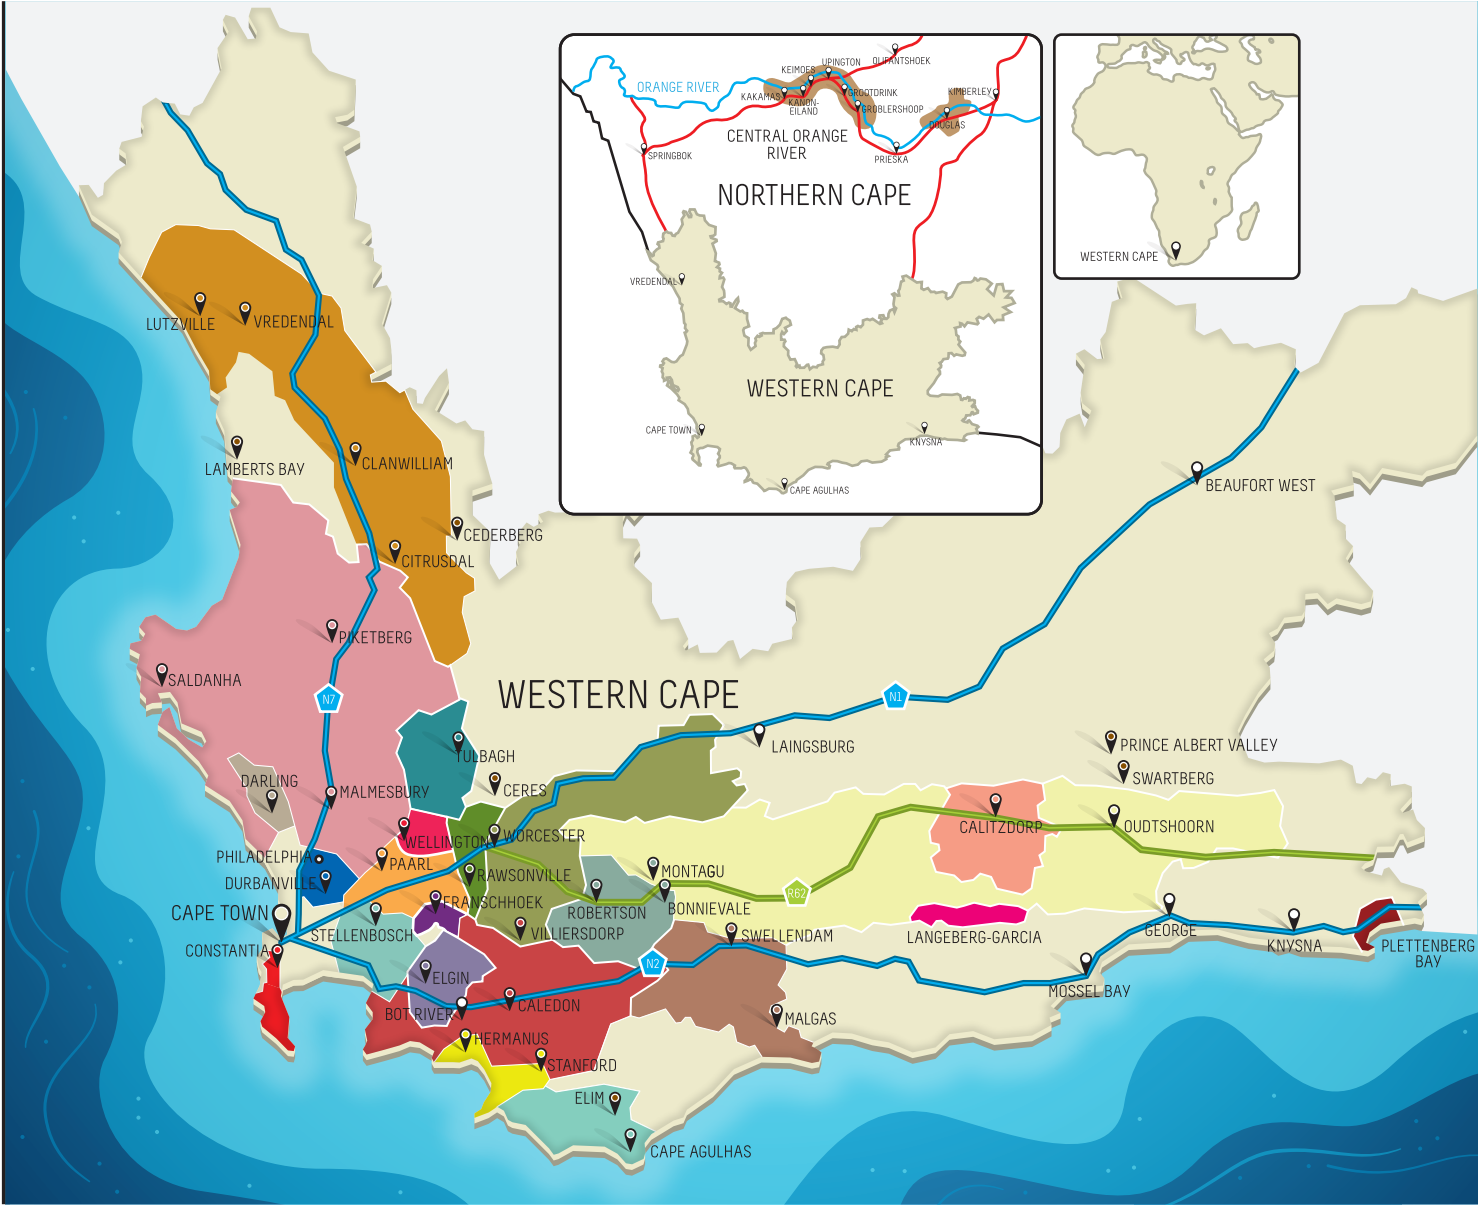 ORANGE RIVER
KEIMOES
UPINGTON
OLIFANTSHOEK
KAKAMAS
KANON-
EILAND
GROOTDRINK
GROBLERSHOOP
KIMBERLEY
DOUGLAS
CENTRAL ORANGE
RIVER
PRIESKA
SPRINGBOK
NORTHERN CAPE
VREDENDAL
WESTERN CAPE
CAPE TOWN
KNYSNA
CAPE AGULHAS
WESTERN CAPE
LUTZVILLE
VREDENDAL
LAMBERTS BAY
CLANWILLIAM
CEDERBERG
CITRUSDAL
BEAUFORT WEST
PIKETBERG
SALDANHA
WESTERN CAPE
N7
N1
LAINGSBURG
PRINCE ALBERT VALLEY
SWARTBERG
TULBAGH
CERES
DARLING
MALMESBURY
WELLINGTON
WORCESTER
CALITZDORP
OUDTSHOORN
PHILADELPHIA
PAARL
DURBANVILLE
RAWSONVILLE
MONTAGU
R62
FRANSCHHOEK
ROBERTSON
BONNIEVALE
CAPE TOWN
STELLENBOSCH
VILLIERSDORP
SWELLENDAM
LANGEBERG-GARCIA
GEORGE
KNYSNA
PLETTENBERG
BAY
CONSTANTIA
N2
ELGIN
MOSSEL BAY
BOT RIVER
CALEDON
MALGAS
HERMANUS
STANFORD
ELIM
CAPE AGULHAS